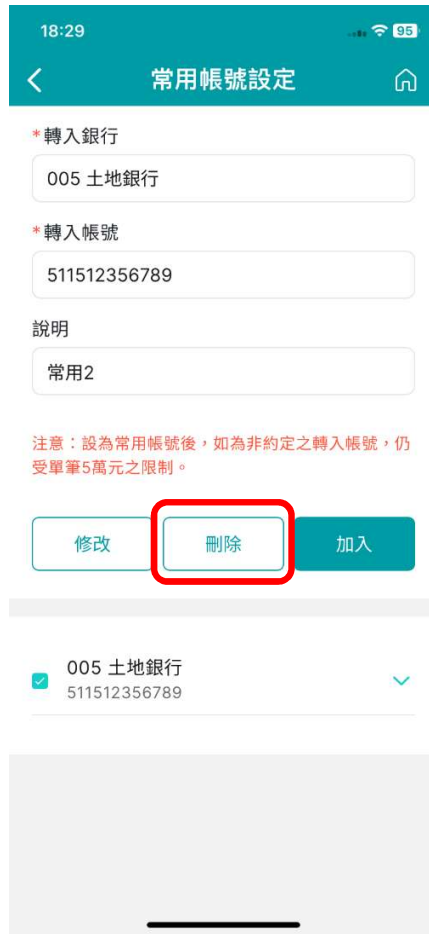 18:29
95
常用帳號設定
*轉入銀行
005 土地銀行
*轉入帳號
511512356789
說明
常用2
注意：設為常用帳號後，如為非約定之轉入帳號，仍
受單筆5萬元之限制。
修改 刪除 加入
005 土地銀行
511512356789